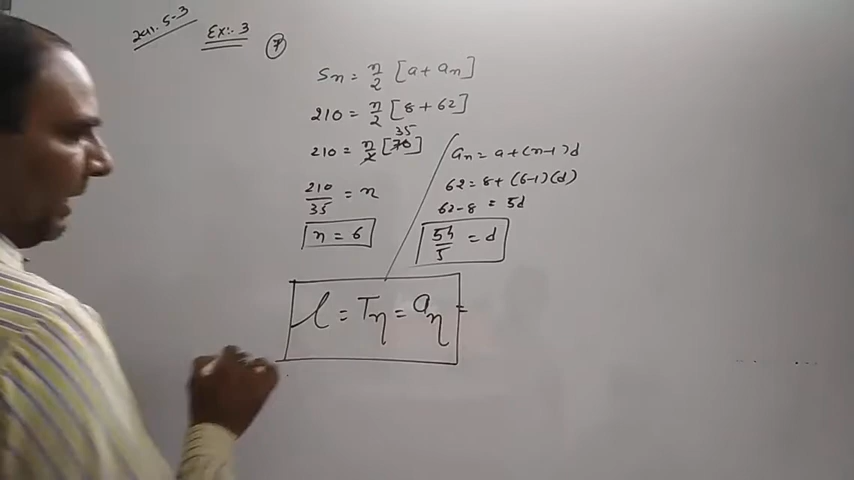 प्रश्ना. 5.3 Ex:. 3 7
Sn = n/2 [a + an]
210 = n/2 [8 + 62]
210 = n/2 [70] 35
210/35 = n
n = 6
an = a + (n-1)d
62 = 8 + (6-1)(d)
62-8 = 5d
54/5 = d
l = Tn = an =